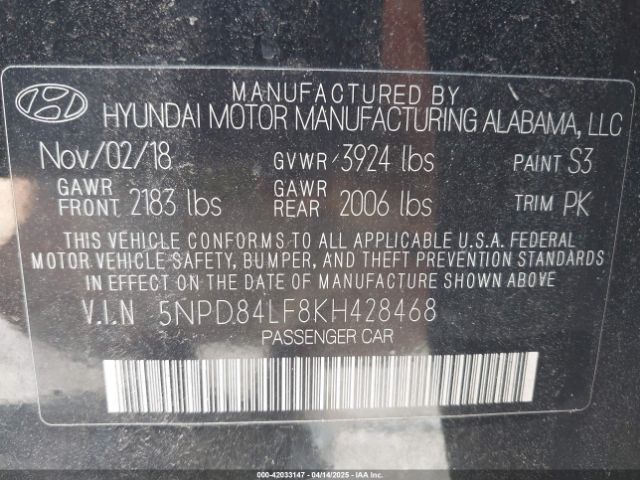 MANUFACTURED BY
HYUNDAI MOTOR MANUFACTURING ALABAMA, LLC
Nov/02/18 GVWR 3924 lbs PAINT S3
GAWR FRONT 2183 lbs GAWR REAR 2006 lbs TRIM PK
THIS VEHICLE CONFORMS TO ALL APPLICABLE U.S.A. FEDERAL
MOTOR VEHICLE SAFETY, BUMPER, AND THEFT PREVENTION STANDARDS
IN EFFECT ON THE DATE OF MANUFACTURE SHOWN ABOVE.
V.I.N 5NPD84LF8KH428468
PASSENGER CAR
000-42033147 - 04/14/2025 - IAAI.COM